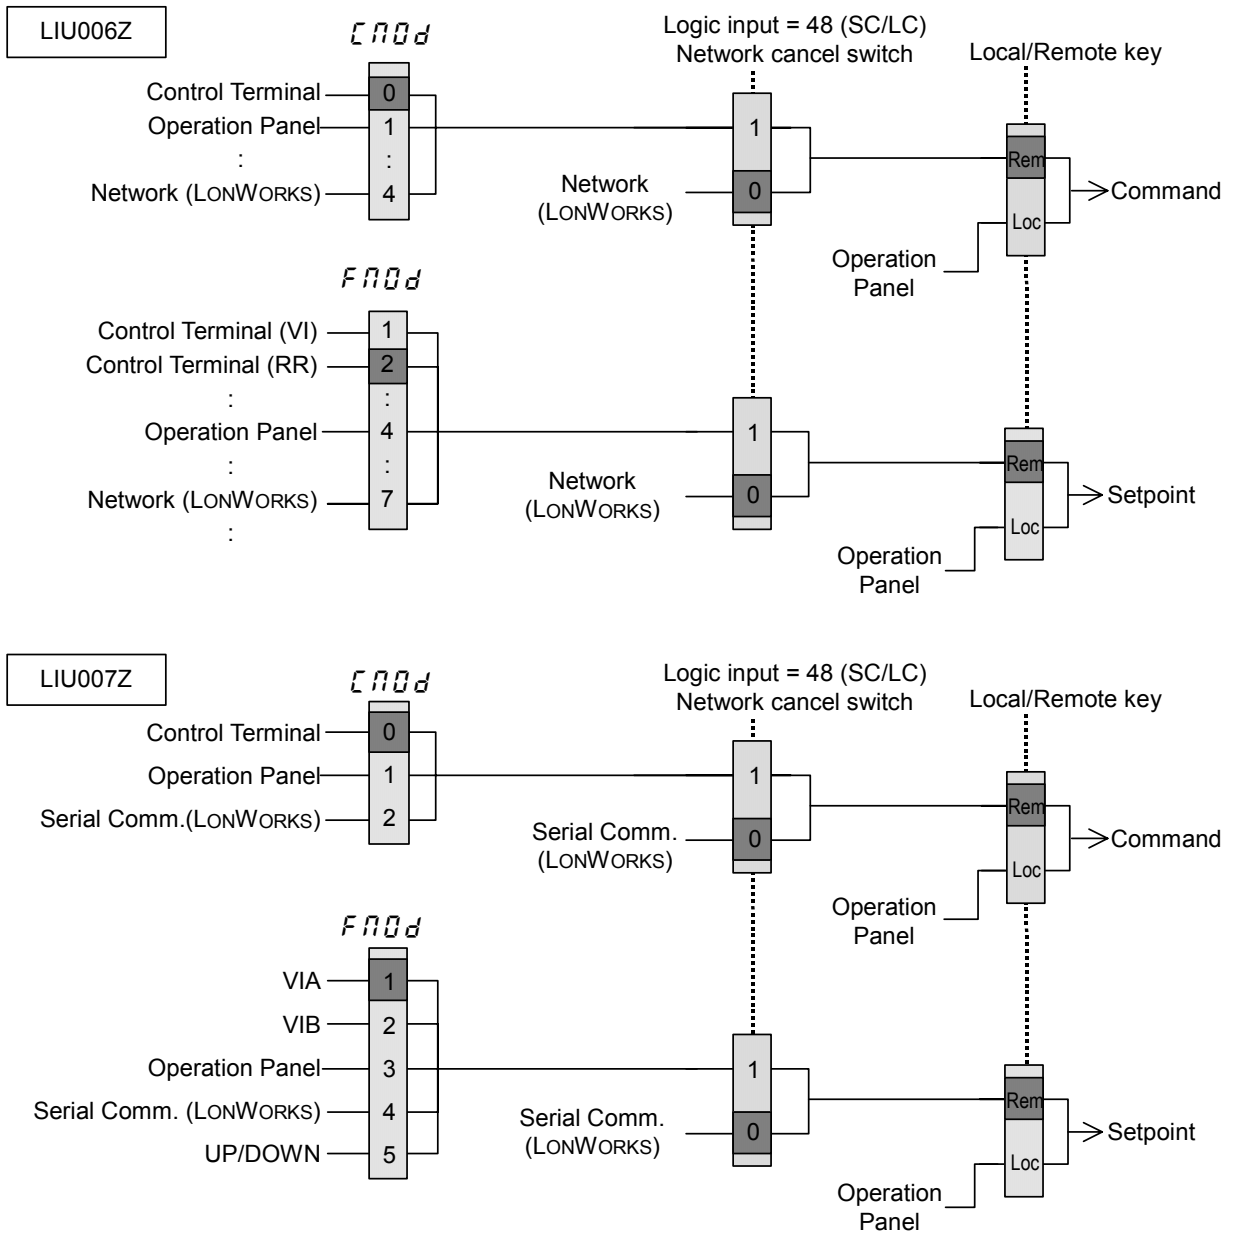 LIU006Z
CMOd
Logic input = 48 (SC/LC)
Network cancel switch
Local/Remote key
Control Terminal
0
Operation Panel
1
1
:
:
Rem
Network (LONWORKS)
4
Network
(LONWORKS)
0
Command
Loc
Operation
Panel
FMOd
Control Terminal (VI)
1
Control Terminal (RR)
2
:
:
Operation Panel
4
1
:
:
Rem
Network (LONWORKS)
7
Network
(LONWORKS)
0
Setpoint
:
Loc
Operation
Panel
LIU007Z
CMOd
Logic input = 48 (SC/LC)
Network cancel switch
Local/Remote key
Control Terminal
0
Operation Panel
1
1
Rem
Serial Comm.(LONWORKS)
2
Serial Comm.
(LONWORKS)
0
Command
Loc
Operation
Panel
FMOd
VIA
1
VIB
2
Operation Panel
3
1
Rem
Serial Comm. (LONWORKS)
4
Serial Comm.
(LONWORKS)
0
Setpoint
UP/DOWN
5
Loc
Operation
Panel